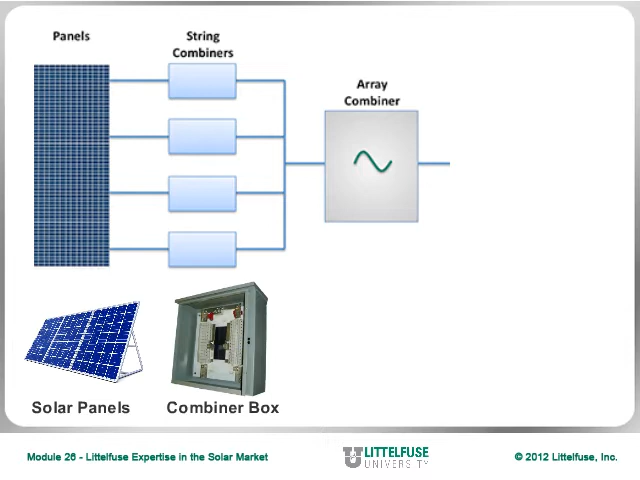 Panels
String
Combiners
Array
Combiner
Solar Panels
Combiner Box
Module 26 - Littelfuse Expertise in the Solar Market
LITTELFUSE
UNIVERSITY
© 2012 Littelfuse, Inc.